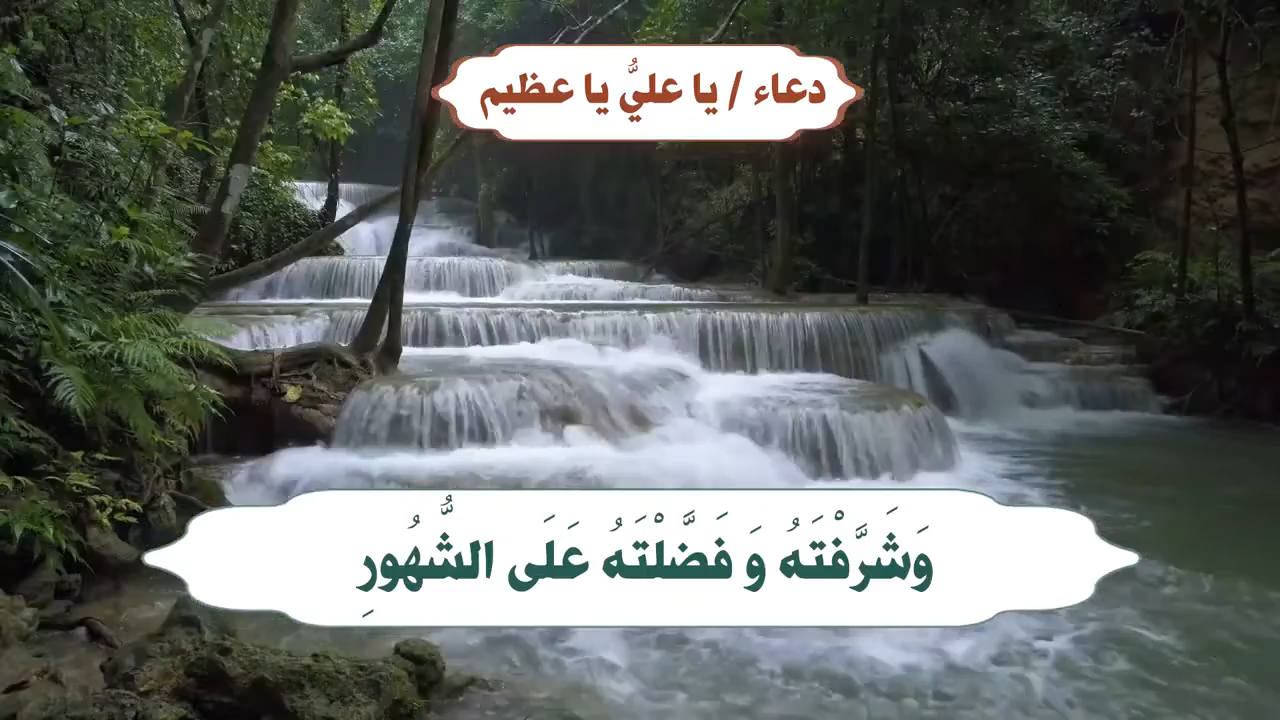 دعاء / يا عليُّ يا عظيم
وَشَرَّفْتَهُ وَ فَضَّلْتَهُ عَلَى الشُّهُورِ